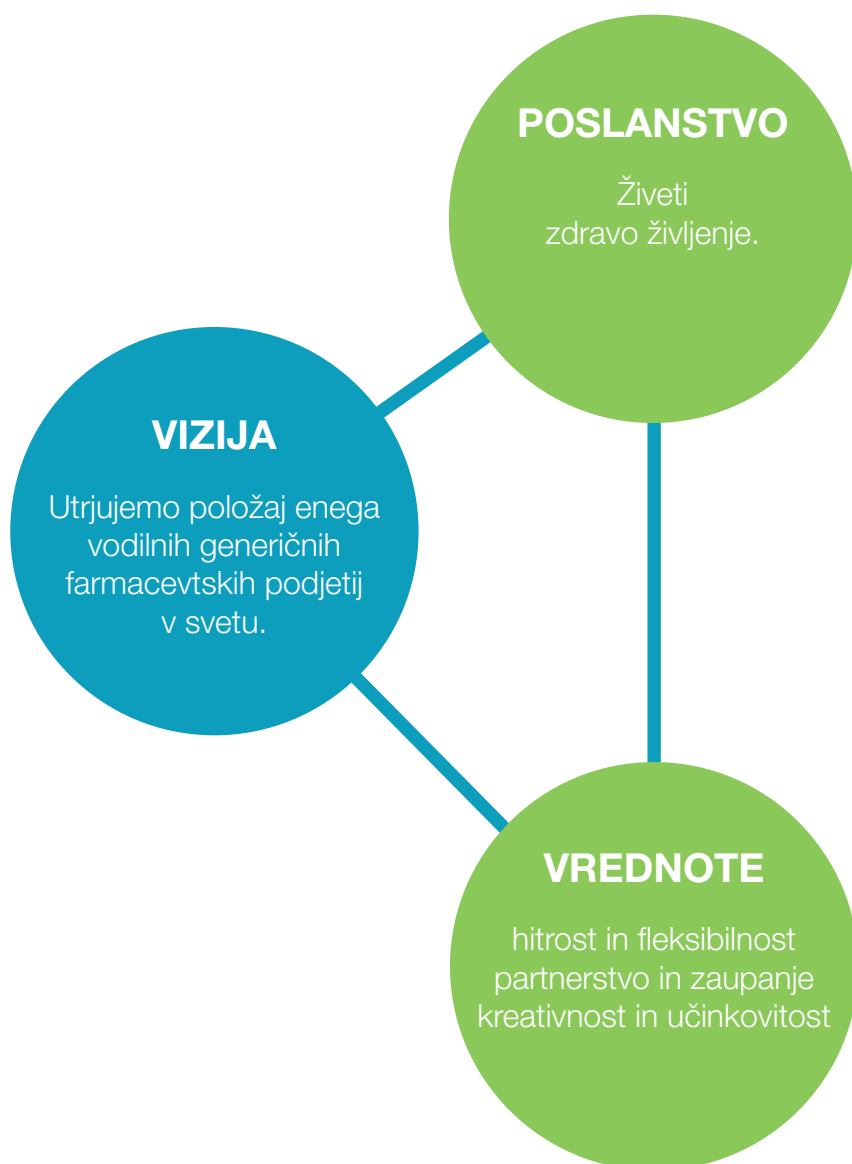 POSLANSTVO
Živeti
zdravo življenje.
VIZIJA
Utrjujemo položaj enega
vodilnih generičnih
farmacevtskih podjetij
v svetu.
VREDNOTE
hitrost in fleksibilnost
partnerstvo in zaupanje
kreativnost in učinkovitost